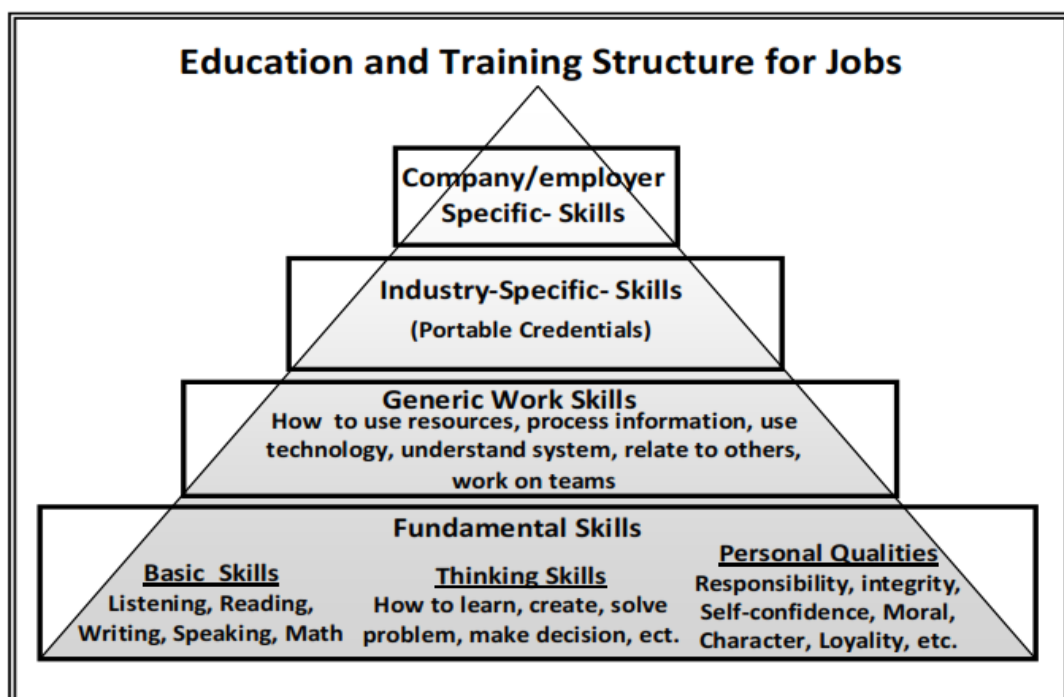 Education and Training Structure for Jobs
Company/employer
Specific- Skills
Industry-Specific- Skills
(Portable Credentials)
Generic Work Skills
How to use resources, process information, use
technology, understand system, relate to others,
work on teams
Fundamental Skills
Basic Skills
Listening, Reading,
Writing, Speaking, Math
Thinking Skills
How to learn, create, solve
problem, make decision, ect.
Personal Qualities
Responsibility, integrity,
Self-confidence, Moral,
Character, Loyality, etc.